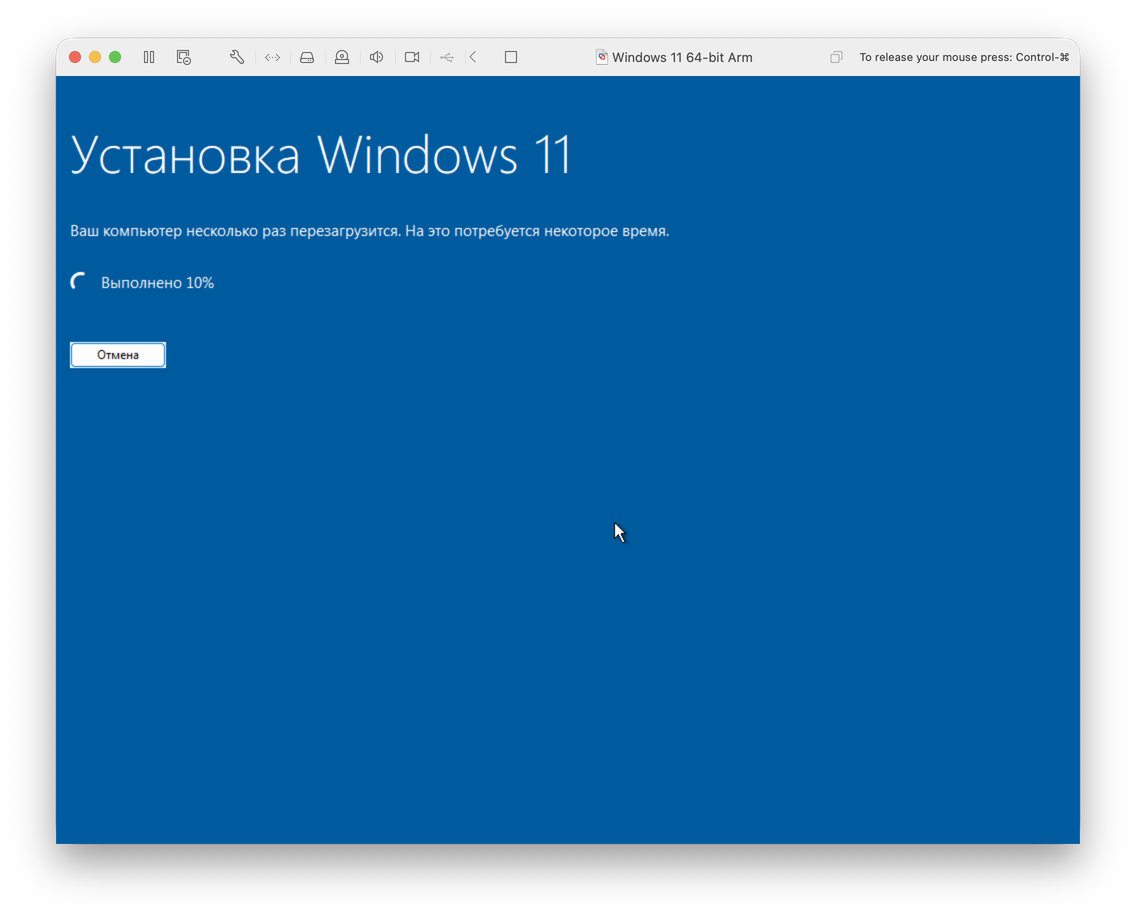 Windows 11 64-bit Arm
To release your mouse press: Control-⌘
Установка Windows 11
Ваш компьютер несколько раз перезагрузится. На это потребуется некоторое время.
Выполнено 10%
Отмена